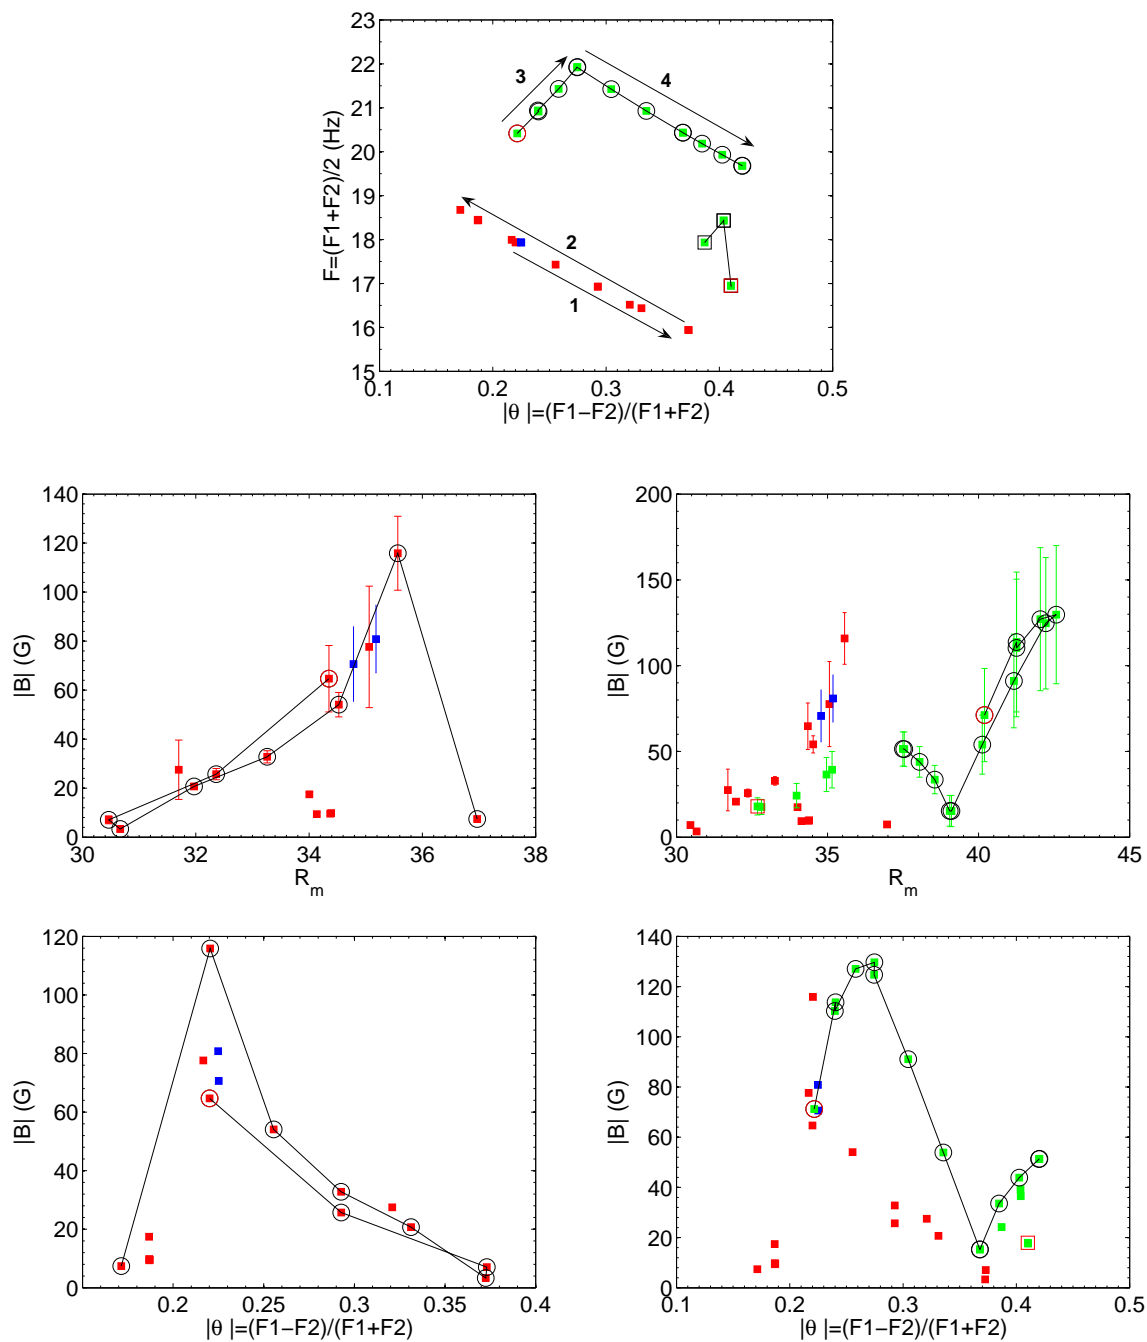 23
22
21
20
19
18
17
16
15
F=(F1+F2)/2 (Hz)
3
4
2
1
0.1 0.2 0.3 0.4 0.5
|θ |=(F1−F2)/(F1+F2)
140
120
100
80
60
40
20
0
|B| (G)
30 32 34 36 38
R_m
200
150
100
50
0
|B| (G)
30 35 40 45
R_m
120
100
80
60
40
20
0
|B| (G)
0.2 0.25 0.3 0.35 0.4
|θ |=(F1−F2)/(F1+F2)
140
120
100
80
60
40
20
0
|B| (G)
0.1 0.2 0.3 0.4 0.5
|θ |=(F1−F2)/(F1+F2)